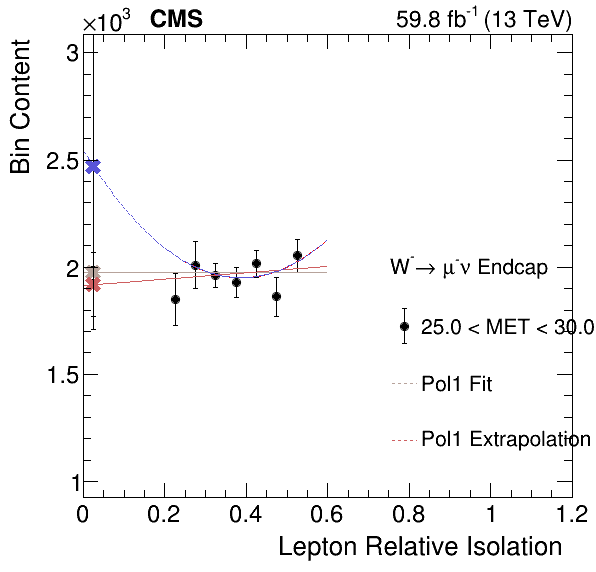 ×10³ CMS 59.8 fb⁻¹ (13 TeV)
Bin Content
3
2.5
2
1.5
1
W⁻→ μ⁻ν Endcap
25.0 < MET < 30.0
Pol1 Fit
Pol1 Extrapolation
0 0.2 0.4 0.6 0.8 1 1.2
Lepton Relative Isolation